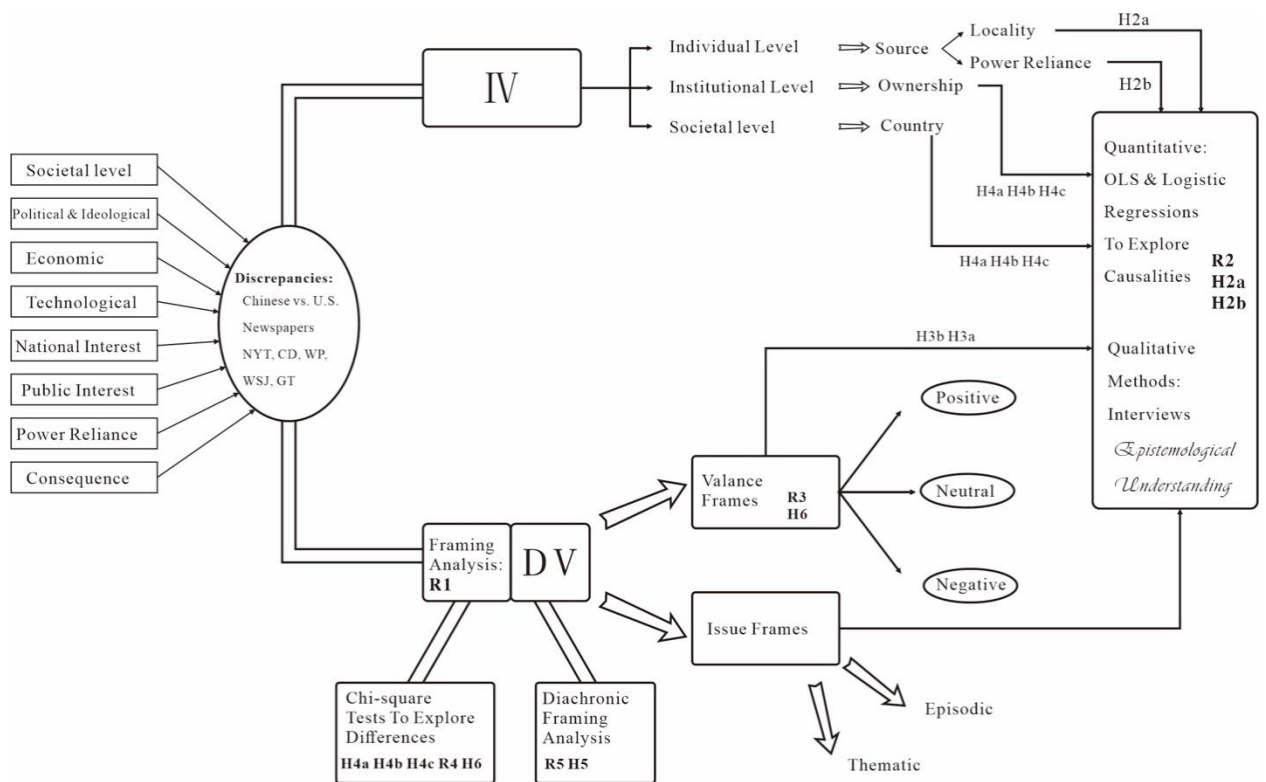 H2a
Locality
Individual Level
Source
Power Reliance
IV
H2b
Institutional Level
Ownership
Societal level
Country
Societal level
Political & Ideological
Economic
Technological
National Interest
Public Interest
Power Reliance
Consequence
Discrepancies:
Chinese vs. U.S.
Newspapers
NYT, CD, WP,
WSJ, GT
H4a H4b H4c
H4a H4b H4c
Quantitative:
OLS & Logistic
Regressions
To Explore
Causalities
R2
H2a
H2b
Qualitative
Methods:
Interviews
Epistemological
Understanding
H3b H3a
Valance
Frames
R3
H6
Positive
Neutral
Negative
Framing
Analysis:
R1
DV
Issue Frames
Episodic
Thematic
Chi-square
Tests To Explore
Differences
H4a H4b H4c R4 H6
Diachronic
Framing
Analysis
R5 H5